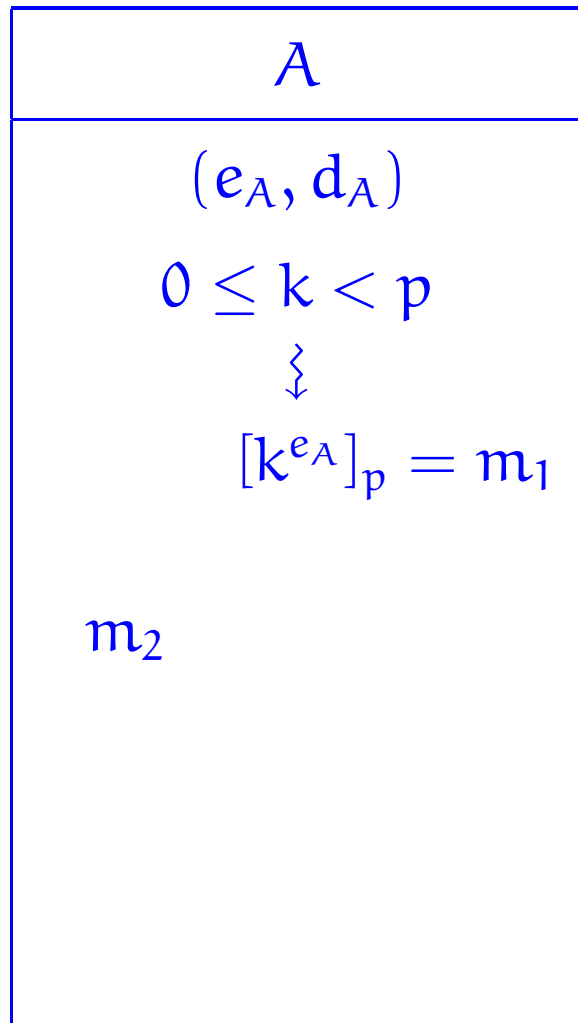 A
(e_A, d_A)
0 ≤ k < p
[k^{e_A}]_p = m_1
m_2